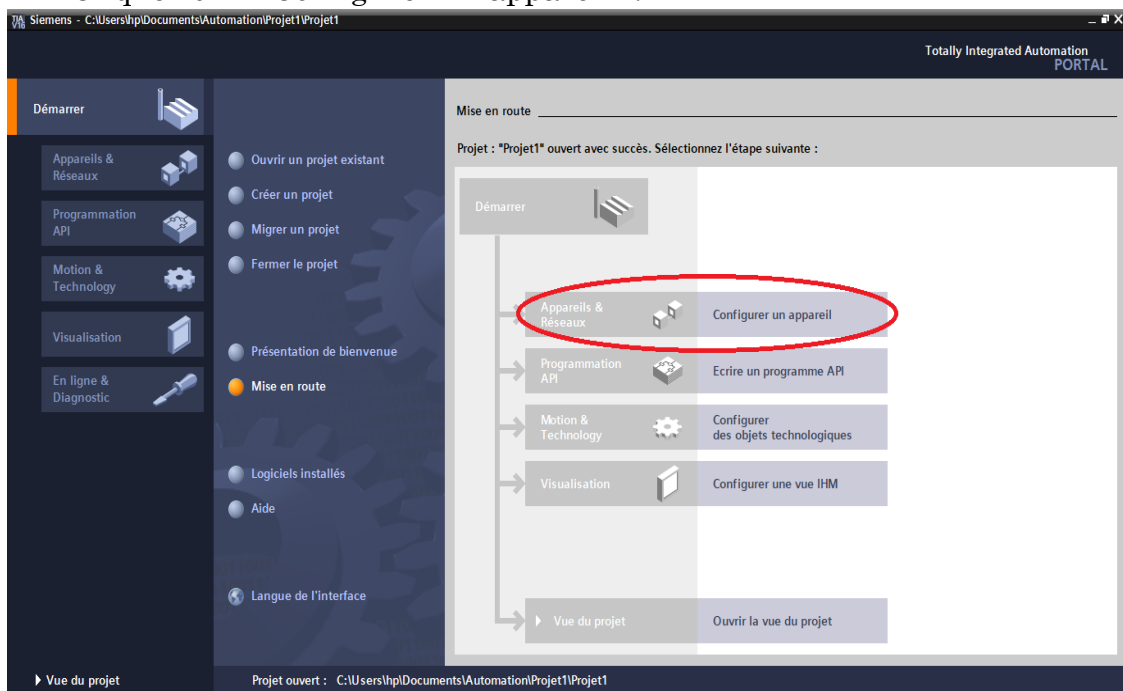 Siemens - C:\Users\hp\Documents\Automation\Projet1\Projet1
Totally Integrated Automation
PORTAL
Démarrer
Appareils &
Réseaux
Programmation
API
Motion &
Technology
Visualisation
En ligne &
Diagnostic
Vue du projet
Ouvrir un projet existant
Créer un projet
Migrer un projet
Fermer le projet
Présentation de bienvenue
Mise en route
Logiciels installés
Aide
Langue de l'interface
Mise en route
Projet : "Projet1" ouvert avec succès. Sélectionnez l'étape suivante :
Démarrer
Appareils &
Réseaux
Configurer un appareil
Programmation
API
Ecrire un programme API
Motion &
Technology
Configurer
des objets technologiques
Visualisation
Configurer une vue IHM
Vue du projet
Ouvrir la vue du projet
Projet ouvert : C:\Users\hp\Documents\Automation\Projet1\Projet1